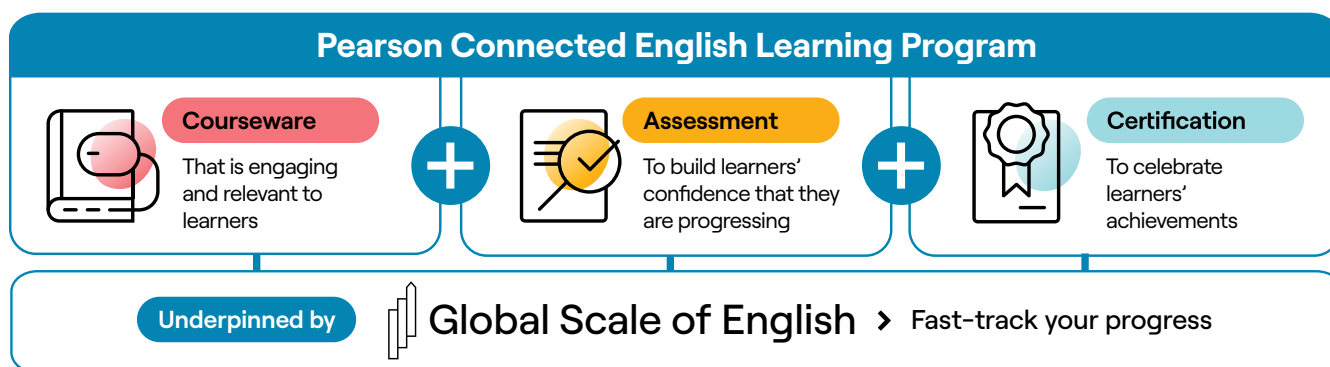 Pearson Connected English Learning Program
Courseware
That is engaging
and relevant to
learners
Assessment
To build learners’
confidence that they
are progressing
Certification
To celebrate
learners’
achievements
Underpinned by
Global Scale of English > Fast-track your progress